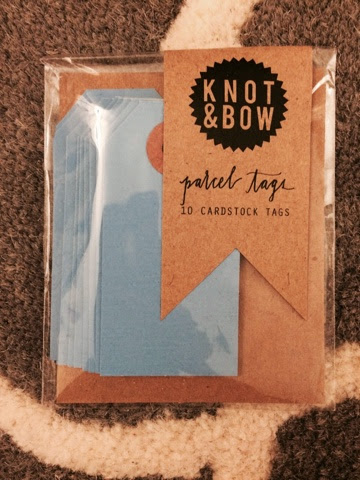 KNOT
&BOW
parcel tags
10 CARDSTOCK TAGS